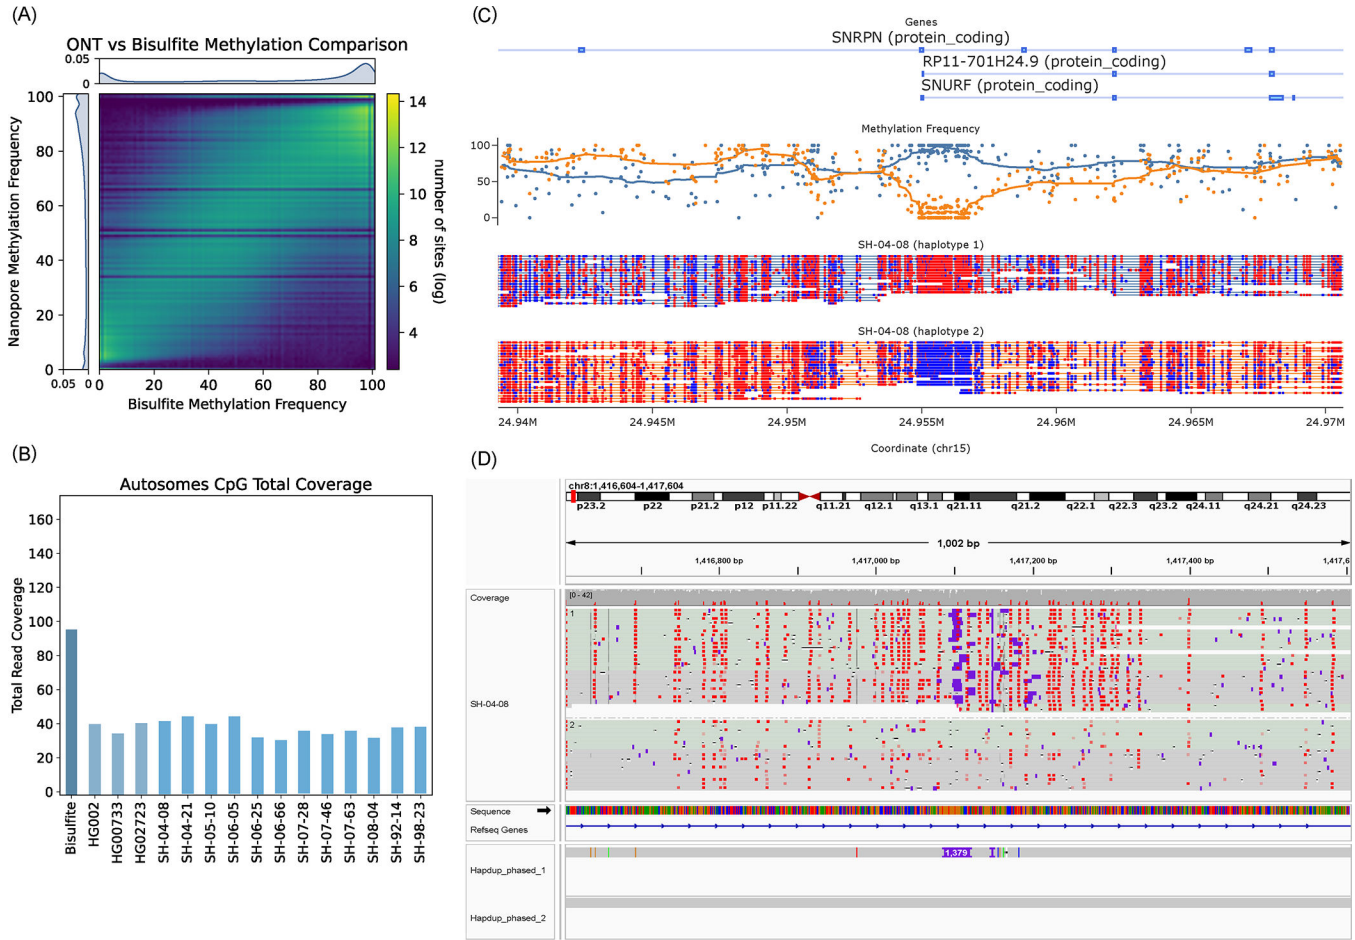 (A)
ONT vs Bisulfite Methylation Comparison
0.05
0
100
80
60
40
20
0
Nanopore Methylation Frequency
0.05
0
0
20
40
60
80
100
Bisulfite Methylation Frequency
14
12
10
8
6
4
number of sites (log)
(B)
Autosomes CpG Total Coverage
160
140
120
100
80
60
40
20
0
Total Read Coverage
Bisulfite
HG002
HG00733
HG02723
SH-04-08
SH-04-21
SH-05-10
SH-06-05
SH-06-25
SH-06-66
SH-07-28
SH-07-46
SH-07-63
SH-08-04
SH-92-14
SH-98-23
(C)
Genes
SNRPN (protein_coding)
RP11-701H24.9 (protein_coding)
SNURF (protein_coding)
Methylation Frequency
100
50
0
SH-04-08 (haplotype 1)
SH-04-08 (haplotype 2)
24.94M
24.945M
24.95M
24.955M
24.96M
24.965M
24.97M
Coordinate (chr15)
(D)
chr8:1,416,604-1,417,604
p23.2
p22
p21.2
p12
p11.22
q11.21
q12.1
q13.1
q21.11
q21.2
q22.1
q22.3
q23.2
q24.11
q24.21
q24.23
1,002 bp
1,416,800 bp
1,417,000 bp
1,417,200 bp
1,417,400 bp
1,417,6
Coverage
[0 - 42]
1
SH-04-08
2
Sequence
Refseq Genes
Hapdup_phased_1
1,379
Hapdup_phased_2